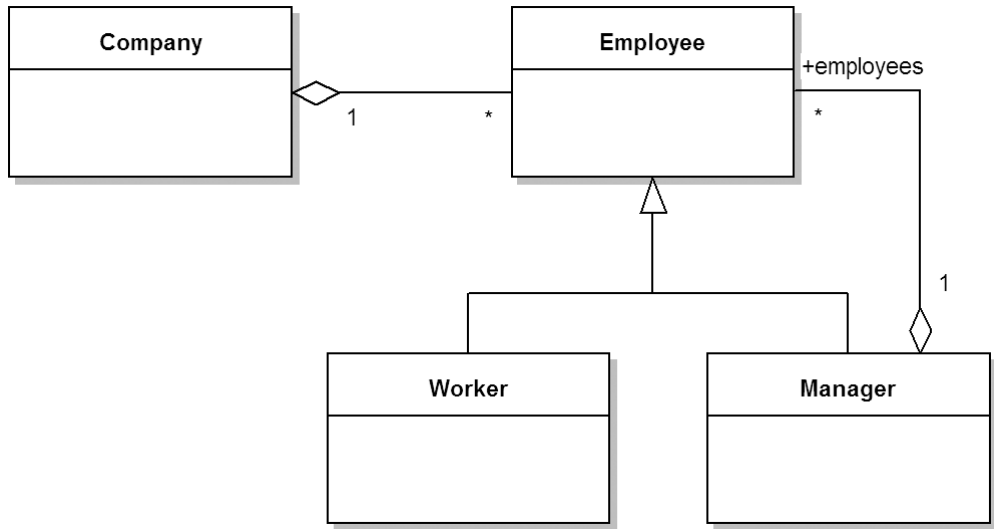 Company
Employee
+employees
1
*
*
1
Worker
Manager